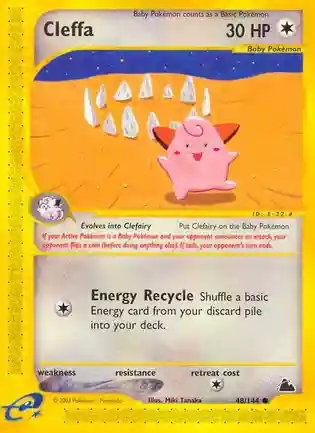 Baby Pokémon counts as a Basic Pokémon
Cleffa 30 HP
Baby Pokémon
Evolves into Clefairy Put Clefairy on the Baby Pokémon
If your Active Pokémon is a Baby Pokémon and your opponent announces an attack, your
opponent flips a coin (before doing anything else). If tails, your opponent's turn ends.
Energy Recycle Shuffle a basic
Energy card from your discard pile
into your deck.
weakness resistance retreat cost
Illus. Miki Tanaka 48/144
e